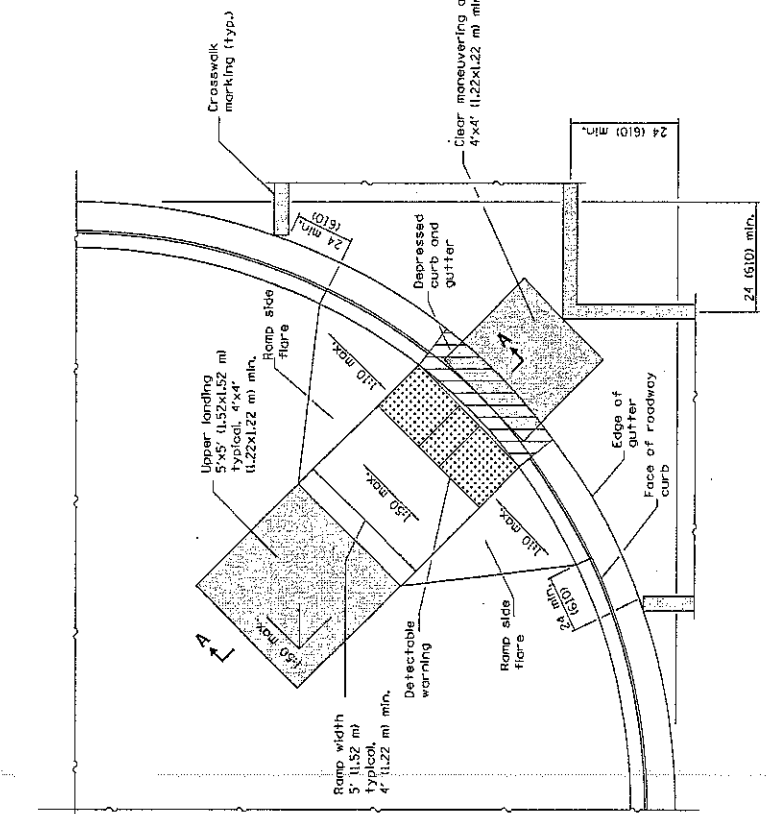 Crosswalk
marking (typ.)
Clear maneuvering
4'x4' (1.22x1.22 m) min.
24 (610) min.
24 (610) min.
24 min.
(610)
Depressed
curb and
gutter
Ramp side
flare
Upper landing
5'x5' (1.52x1.52 m)
typical, 4'x4'
(1.22x1.22 m) min.
1:10 max.
A
1:50 max.
1:50 max.
A
1:10 max.
Edge of
gutter
Face of roadway
curb
Ramp width
5' (1.52 m)
typical,
4' (1.22 m) min.
Detectable
warning
Ramp side
flare
24 min.
(610)